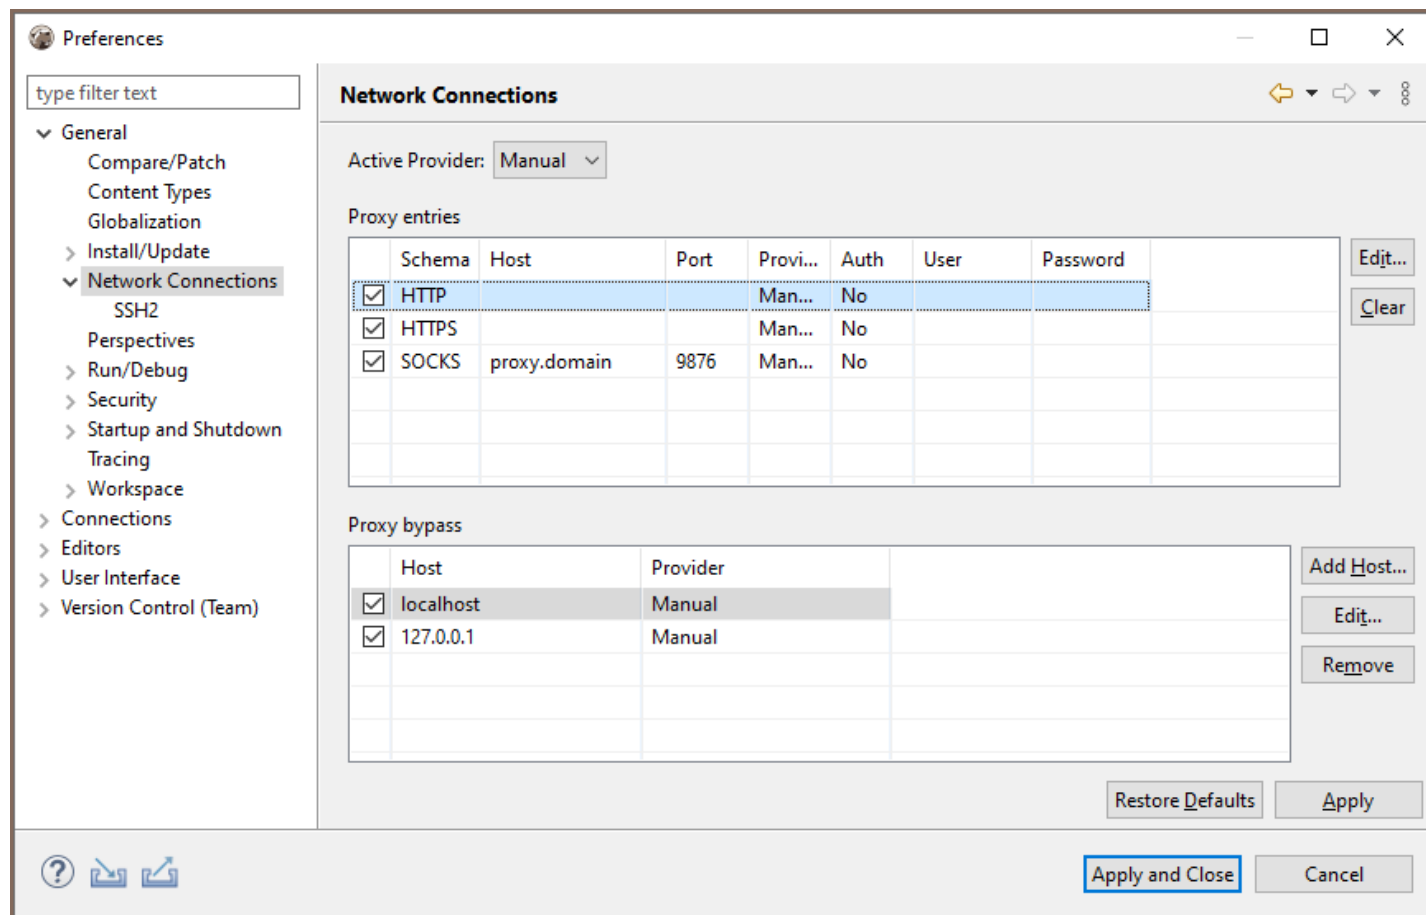 Preferences
type filter text
General
Compare/Patch
Content Types
Globalization
Install/Update
Network Connections
SSH2
Perspectives
Run/Debug
Security
Startup and Shutdown
Tracing
Workspace
Connections
Editors
User Interface
Version Control (Team)
Network Connections
Active Provider: Manual
Proxy entries
Schema Host Port Provi... Auth User Password
HTTP Man... No
HTTPS Man... No
SOCKS proxy.domain 9876 Man... No
Edit...
Clear
Proxy bypass
Host Provider
localhost Manual
127.0.0.1 Manual
Add Host...
Edit...
Remove
Restore Defaults Apply
? Apply and Close Cancel